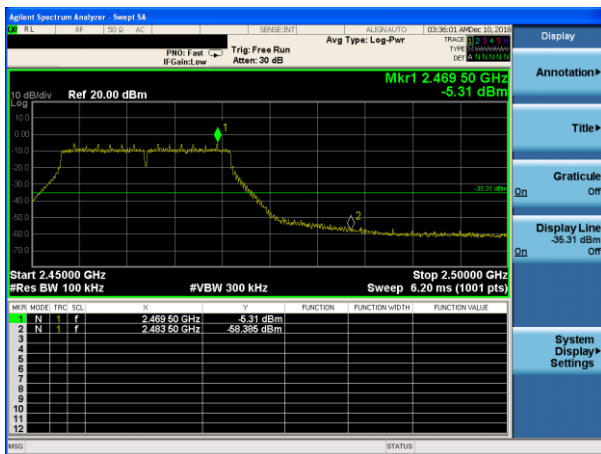 Agilent Spectrum Analyzer - Swept SA
RL RF 50 Ω AC SENSE:INT ALIGNAUTO 03:36:01 AM Dec 10, 2018
Avg Type: Log-Pwr
TRACE 1 2 3 4 5 6
TYPE
DET A N N N N N
PNO: Fast
IFGain:Low
Trig: Free Run
Atten: 30 dB
Mkr1 2.469 50 GHz
-5.31 dBm
10 dB/div Ref 20.00 dBm
Log
10.0
0.00
-10.0
-20.0
-30.0
-40.0
-50.0
-60.0
-70.0
1
2
-35.31 dBm
Start 2.45000 GHz Stop 2.50000 GHz
#Res BW 100 kHz #VBW 300 kHz Sweep 6.20 ms (1001 pts)
MKR MODE TRC SCL X Y FUNCTION FUNCTION WIDTH FUNCTION VALUE
1 N 1 f 2.469 50 GHz -5.31 dBm
2 N 1 f 2.483 50 GHz -58.385 dBm
3
4
5
6
7
8
9
10
11
12
MSG STATUS
Display
Annotation
Title
Graticule
On Off
Display Line
-35.31 dBm
On Off
System
Display
Settings